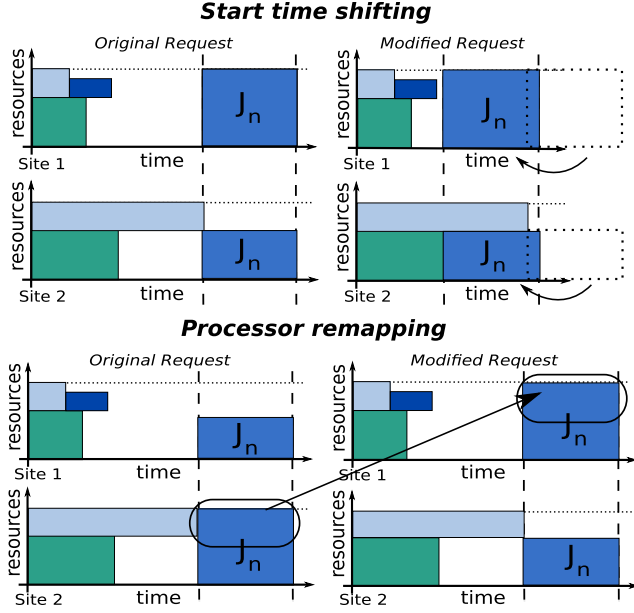 Start time shifting
Original Request
Modified Request
resources
Jn
Site 1
time
resources
Jn
Site 1
time
resources
Jn
Site 2
time
resources
Jn
Site 2
time
Processor remapping
Original Request
Modified Request
resources
Jn
Site 1
time
resources
Jn
Site 1
time
resources
Jn
Site 2
time
resources
Jn
Site 2
time